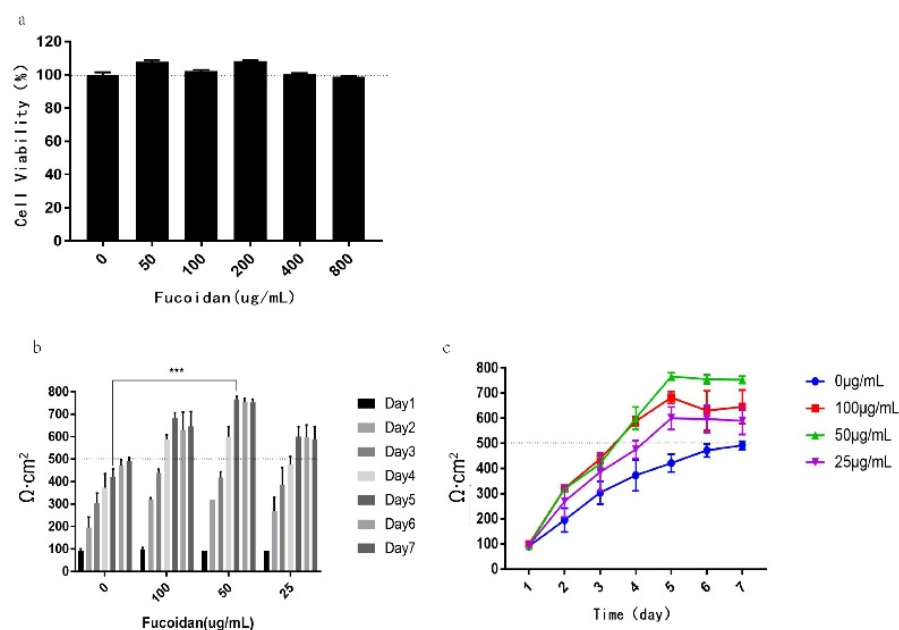 a
Cell Viability (%)
120
100
80
60
40
20
0
0 50 100 200 400 800
Fucoidan(ug/mL)
b
***
Ω·cm²
800
700
600
500
400
300
200
100
0
0 100 50 25
Fucoidan(ug/mL)
Day1
Day2
Day3
Day4
Day5
Day6
Day7
c
Ω·cm²
800
700
600
500
400
300
200
100
0
1 2 3 4 5 6 7
Time (day)
0μg/mL
100μg/mL
50μg/mL
25μg/mL